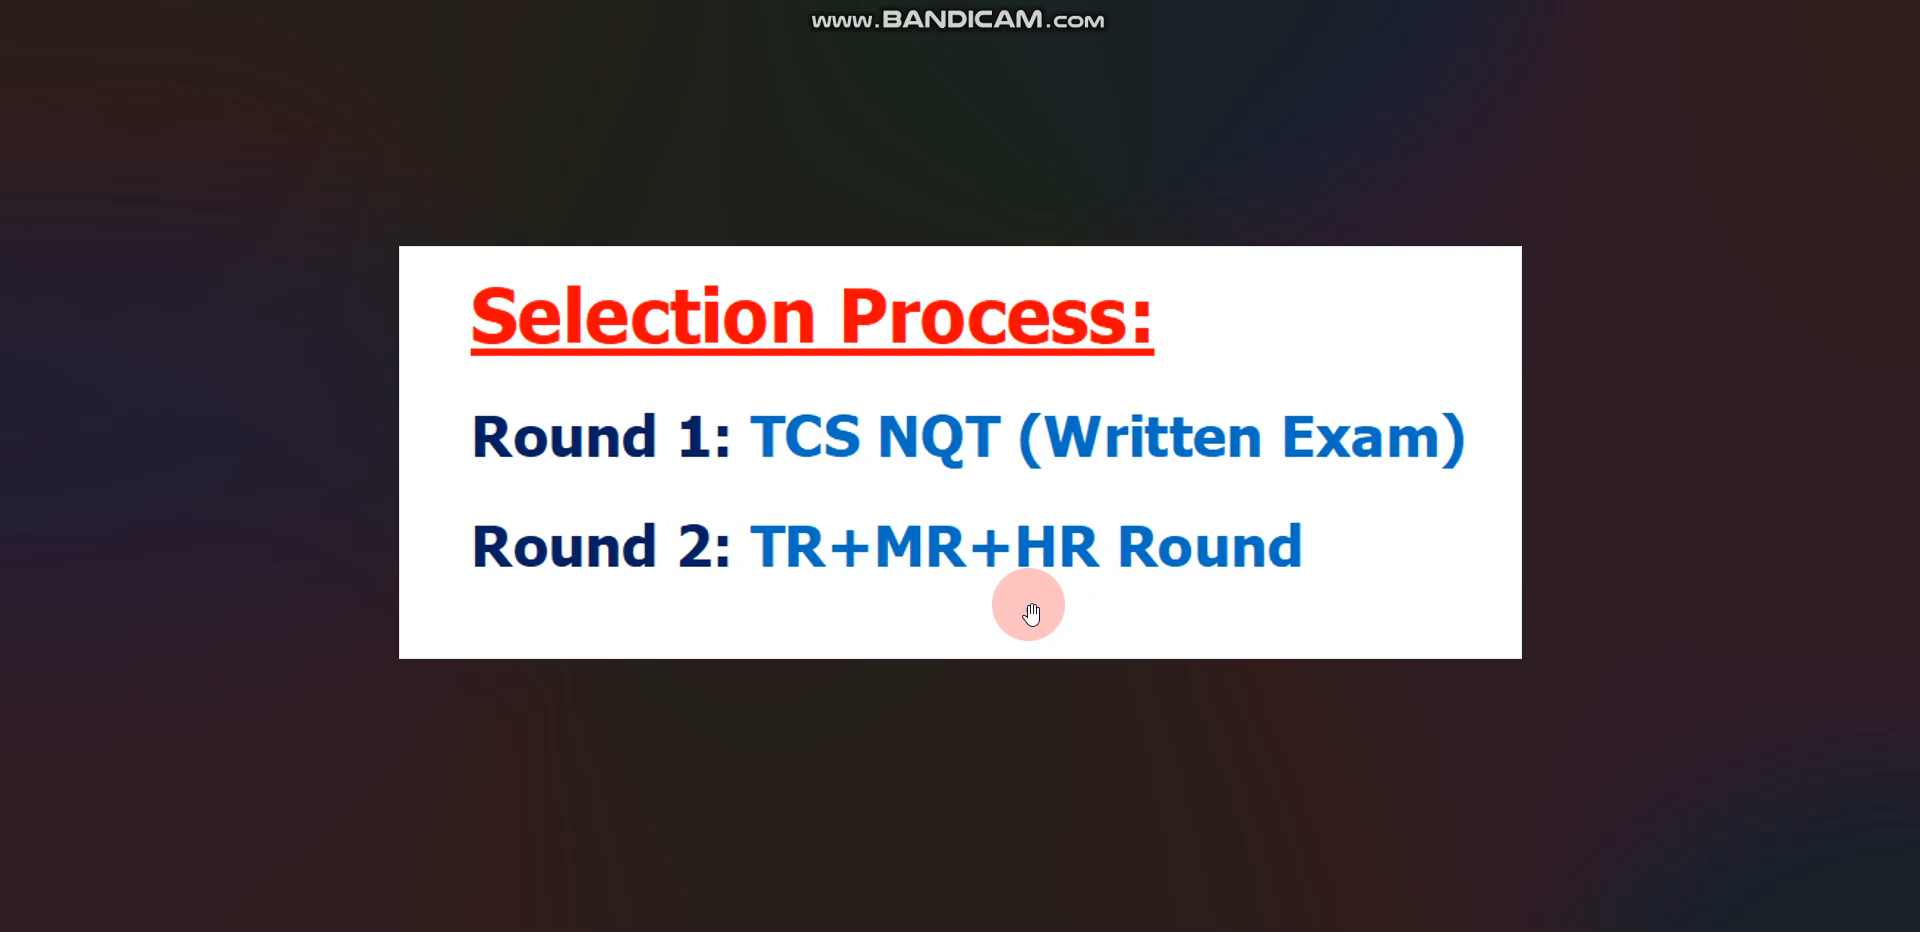 www.BANDICAM.com
Selection Process:
Round 1: TCS NQT (Written Exam)
Round 2: TR+MR+HR Round